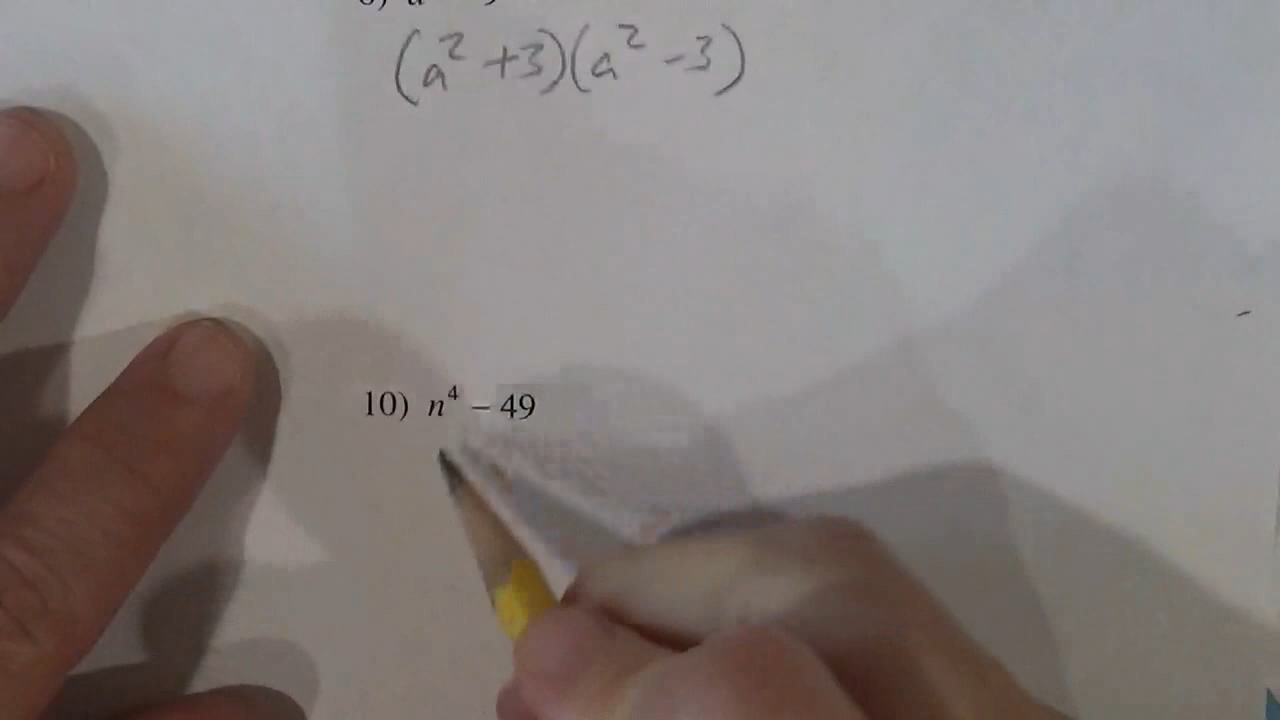 (a² + 3)(a² - 3)
10) n⁴ – 49